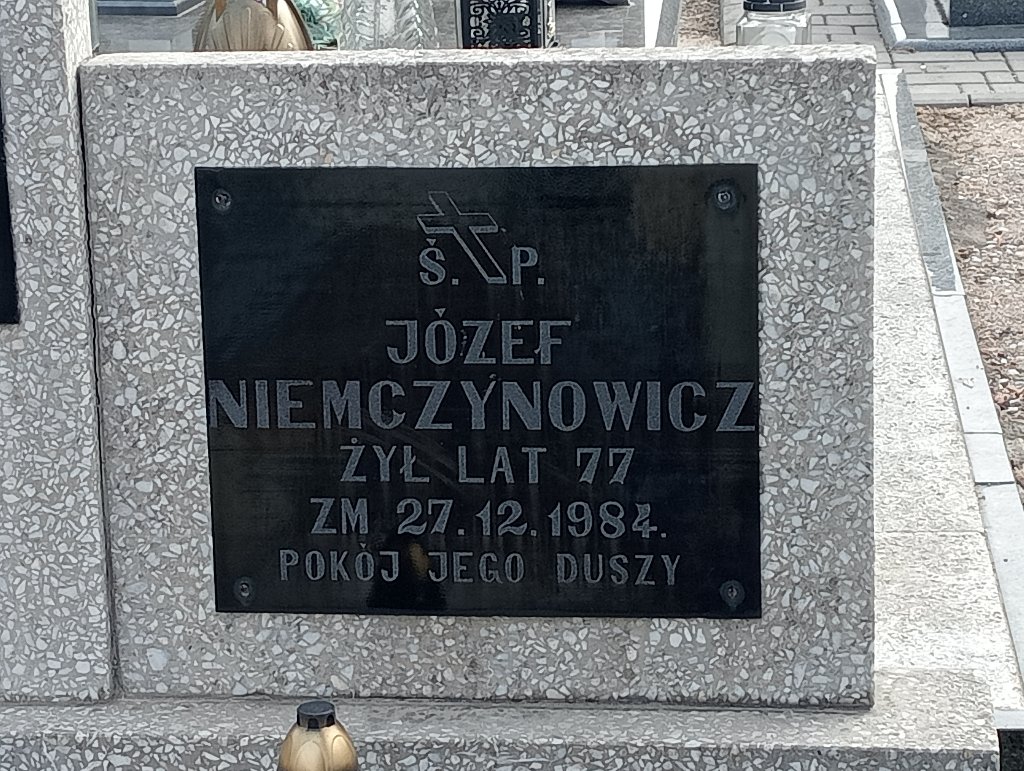 Ś. P.
JÓZEF
NIEMCZYNOWICZ
ŻYŁ LAT 77
ZM 27.12.1984.
POKÓJ JEGO DUSZY